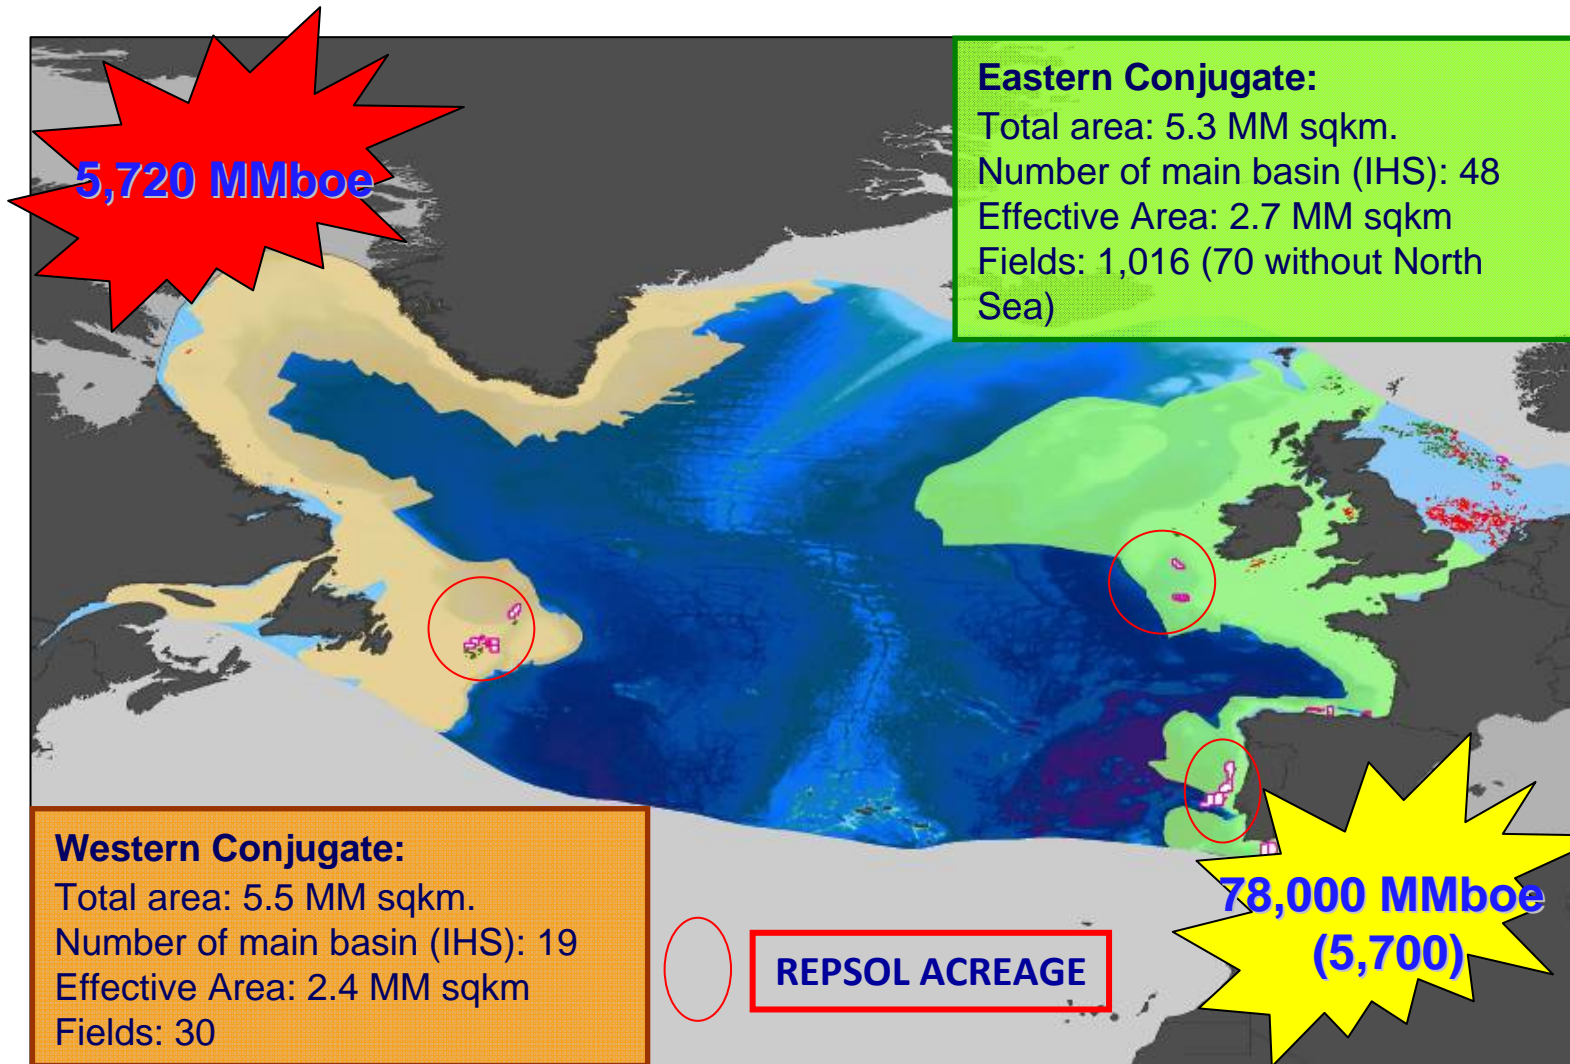 5,720 MMboe
Eastern Conjugate:
Total area: 5.3 MM sqkm.
Number of main basin (IHS): 48
Effective Area: 2.7 MM sqkm
Fields: 1,016 (70 without North
Sea)
Western Conjugate:
Total area: 5.5 MM sqkm.
Number of main basin (IHS): 19
Effective Area: 2.4 MM sqkm
Fields: 30
REPSOL ACREAGE
78,000 MMboe
(5,700)